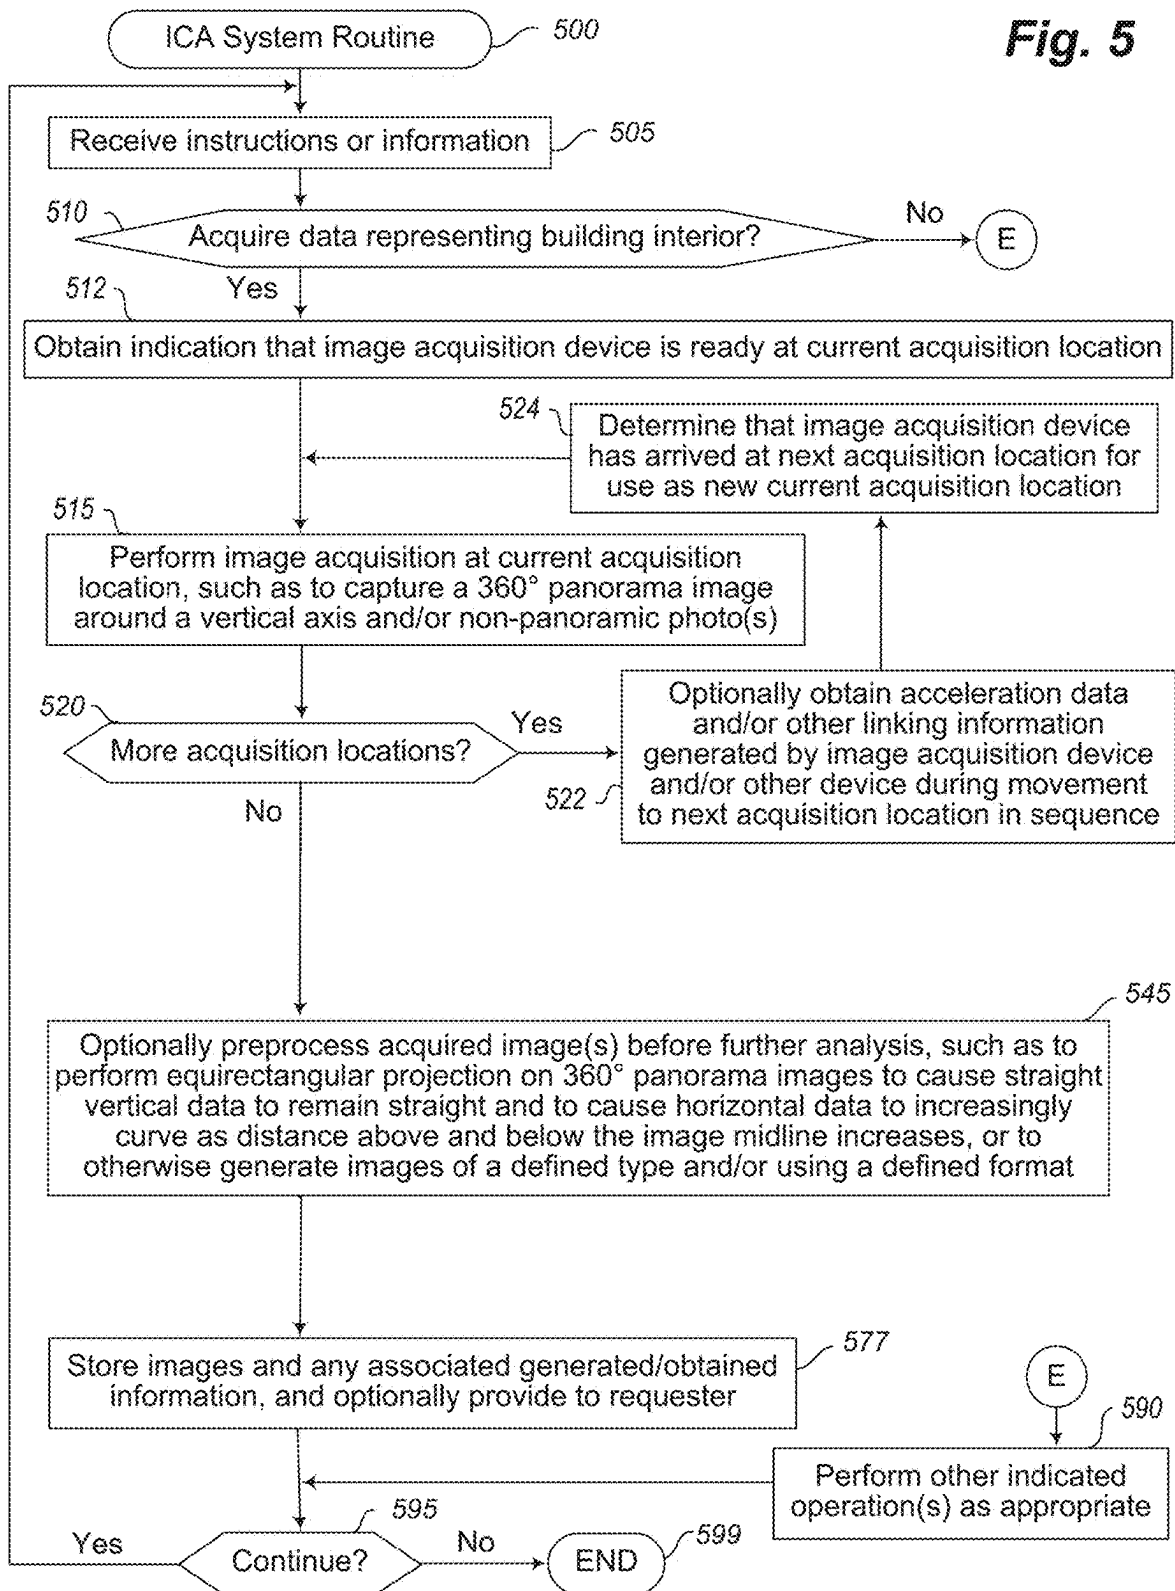 ICA System Routine
500
Fig. 5
Receive instructions or information
505
510
Acquire data representing building interior?
No
E
Yes
512
Obtain indication that image acquisition device is ready at current acquisition location
524
Determine that image acquisition device
has arrived at next acquisition location for
use as new current acquisition location
515
Perform image acquisition at current acquisition
location, such as to capture a 360° panorama image
around a vertical axis and/or non-panoramic photo(s)
520
More acquisition locations?
Yes
No
Optionally obtain acceleration data
and/or other linking information
generated by image acquisition device
and/or other device during movement
to next acquisition location in sequence
522
545
Optionally preprocess acquired image(s) before further analysis, such as to
perform equirectangular projection on 360° panorama images to cause straight
vertical data to remain straight and to cause horizontal data to increasingly
curve as distance above and below the image midline increases, or to
otherwise generate images of a defined type and/or using a defined format
577
Store images and any associated generated/obtained
information, and optionally provide to requester
E
590
Perform other indicated
operation(s) as appropriate
595
Yes
Continue?
No
END
599